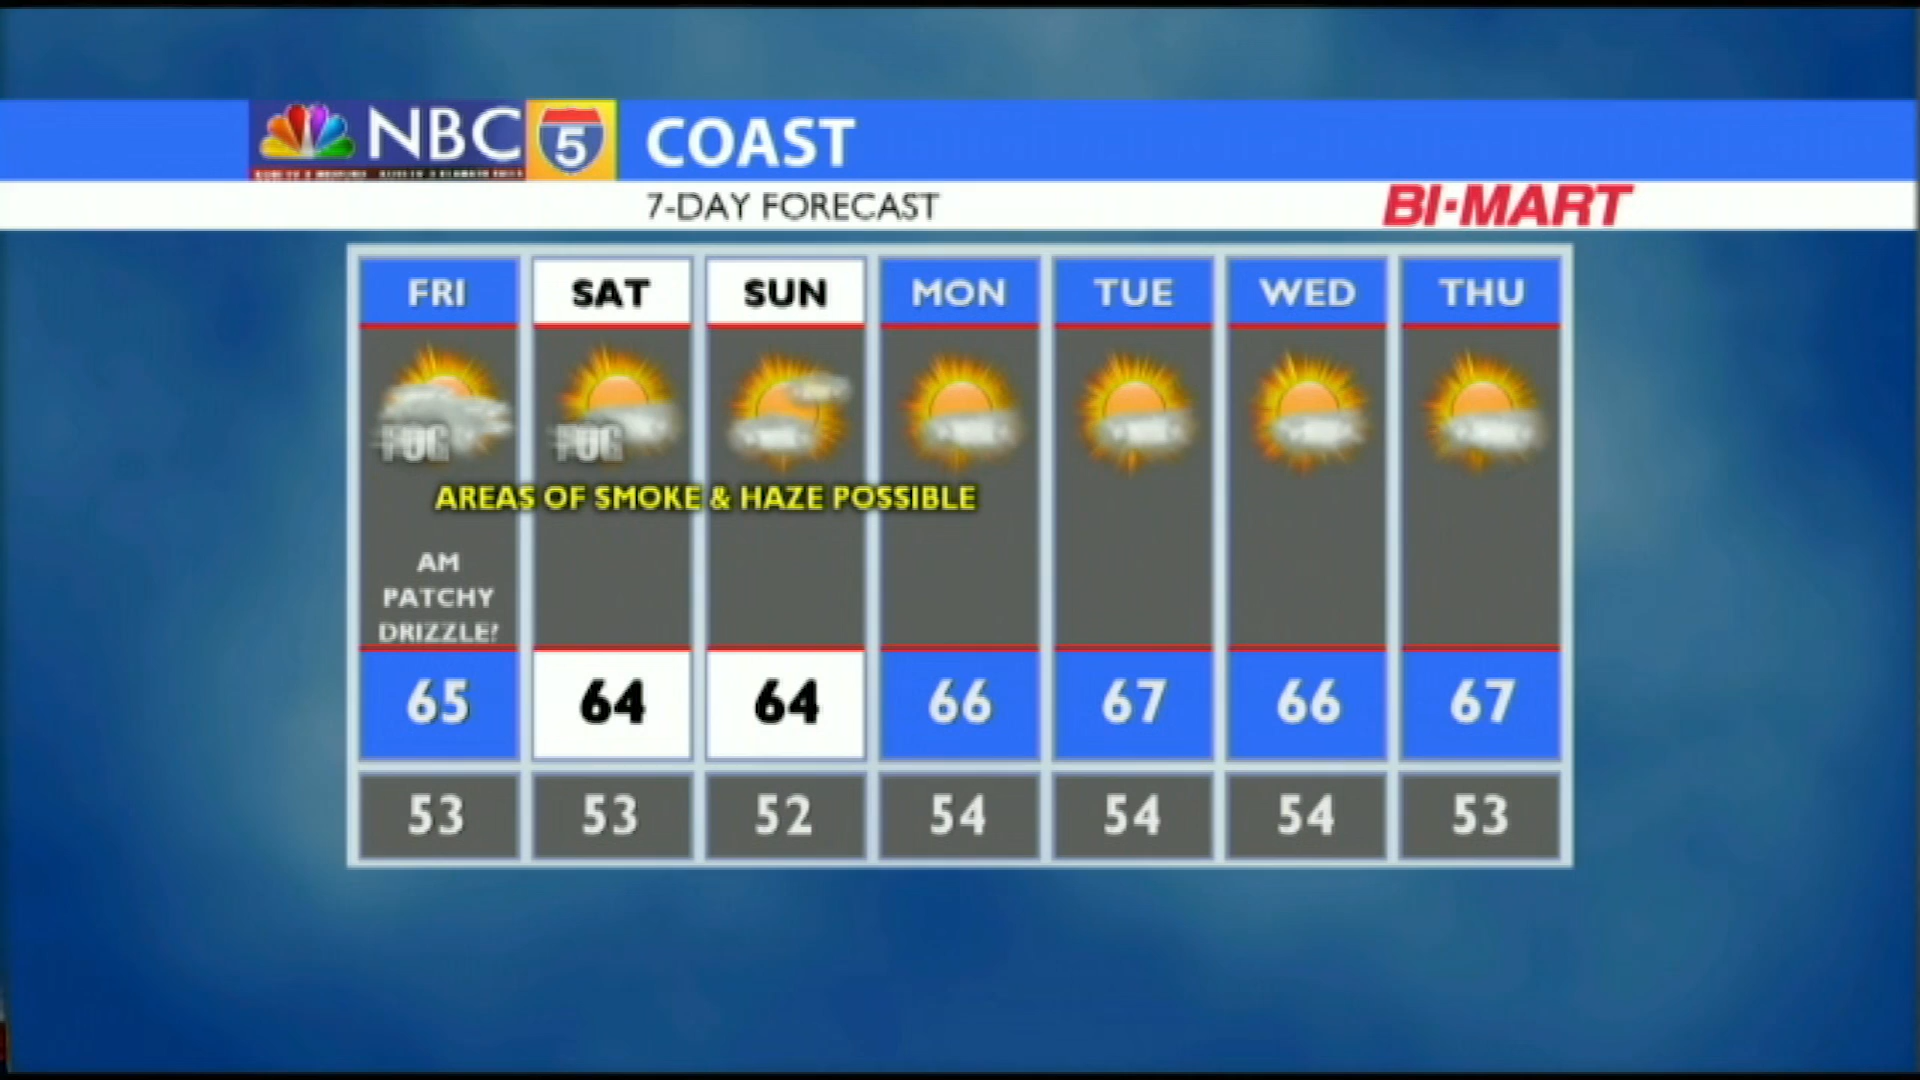 NBC 5 COAST
7-DAY FORECAST
BI-MART
FRI SAT SUN MON TUE WED THU
FOG FOG
AREAS OF SMOKE & HAZE POSSIBLE
AM
PATCHY
DRIZZLE?
65 64 64 66 67 66 67
53 53 52 54 54 54 53